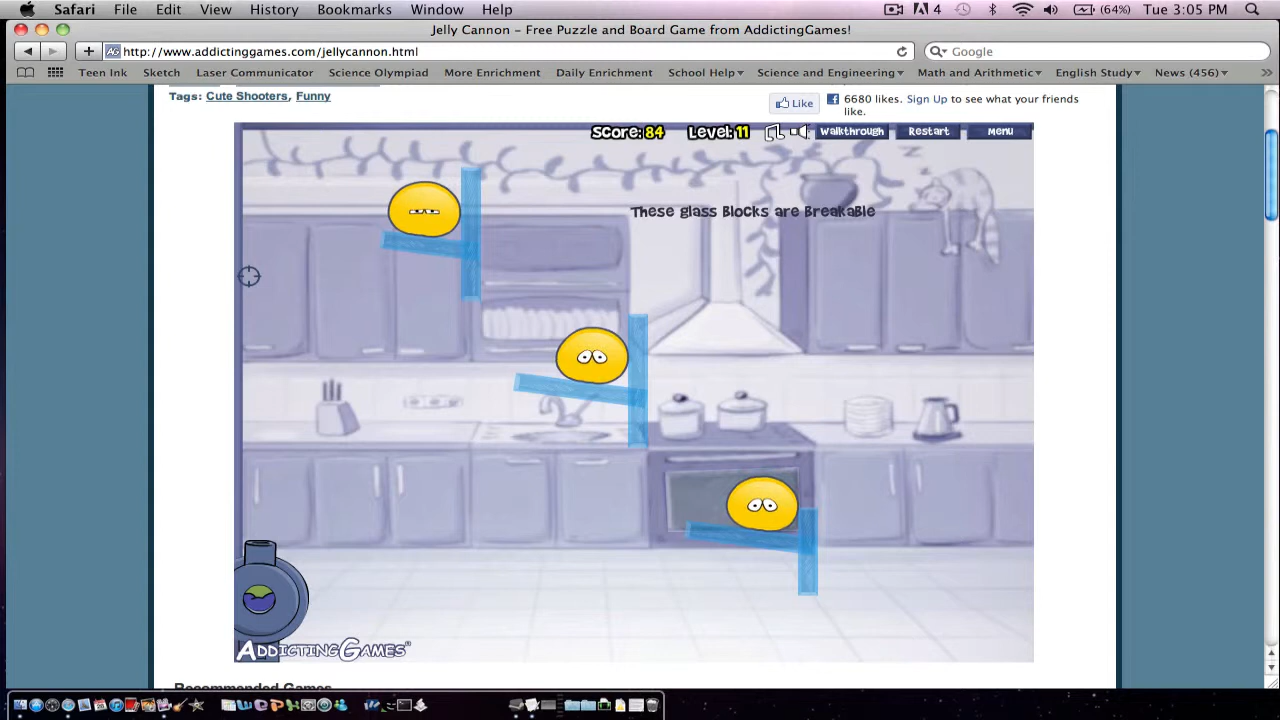 Safari File Edit View History Bookmarks Window Help 4 (64%) Tue 3:05 PM
Jelly Cannon – Free Puzzle and Board Game from AddictingGames!
AG http://www.addictinggames.com/jellycannon.html Google
Teen Ink Sketch Laser Communicator Science Olympiad More Enrichment Daily Enrichment School Help Science and Engineering Math and Arithmetic English Study News (456) »
Tags: Cute Shooters, Funny
Like 6680 likes. Sign Up to see what your friends
like.
Score: 84 Level: 11 Walkthrough Restart Menu
These glass Blocks are Breakable
AddictingGames
Recommended Games